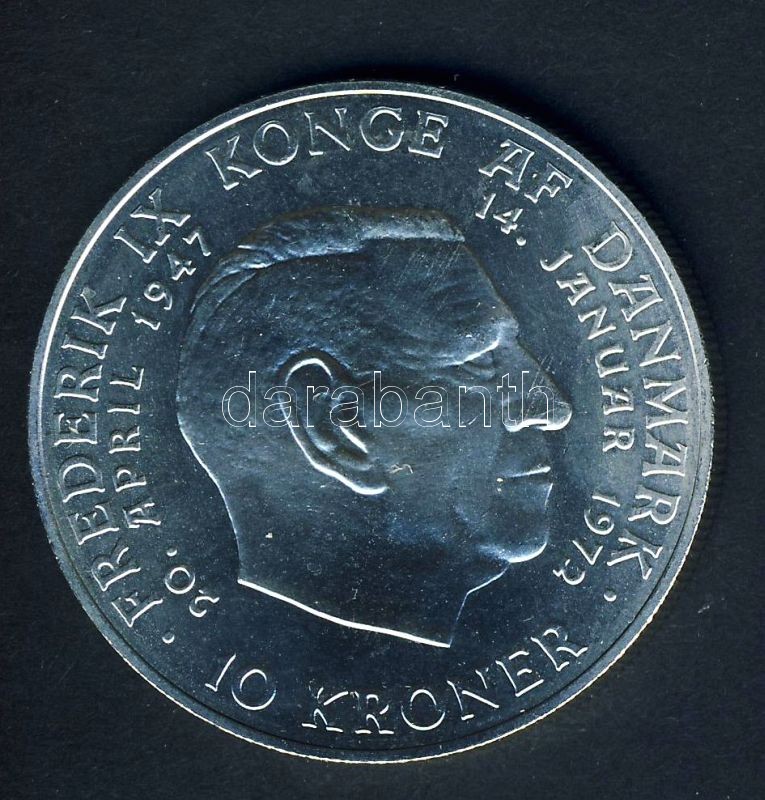 · FREDERIK IX KONGE AF DANMARK ·
20. APRIL 1947
14. JANUAR 1972
darabanth
10 KRONER